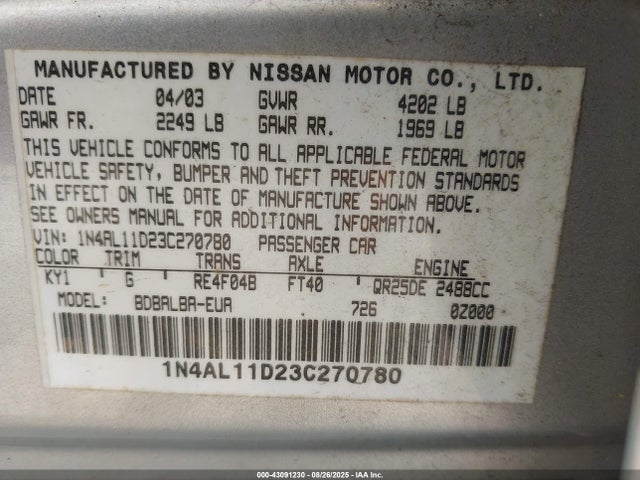 MANUFACTURED BY NISSAN MOTOR CO., LTD.
DATE 04/03 GVWR 4202 LB
GAWR FR. 2249 LB GAWR RR. 1969 LB
THIS VEHICLE CONFORMS TO ALL APPLICABLE FEDERAL MOTOR
VEHICLE SAFETY, BUMPER AND THEFT PREVENTION STANDARDS
IN EFFECT ON THE DATE OF MANUFACTURE SHOWN ABOVE.
SEE OWNERS MANUAL FOR ADDITIONAL INFORMATION.
VIN: 1N4AL11D23C270780 PASSENGER CAR
COLOR TRIM TRANS AXLE ENGINE
KY1 G RE4F04B FT40 QR25DE 2488CC
MODEL: BDBALBA-EUA 726 0Z000
1N4AL11D23C270780
000-43091230 - 08/26/2025 - IAA Inc.